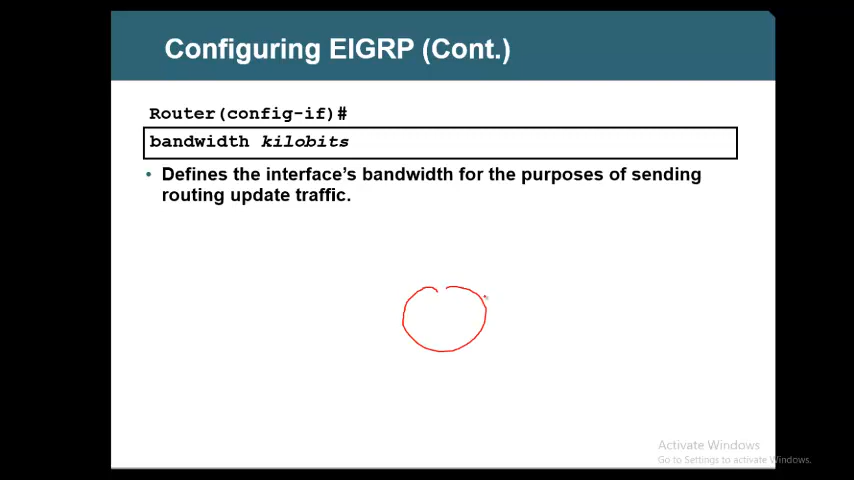 Configuring EIGRP (Cont.)
Router(config-if)#
bandwidth kilobits
• Defines the interface's bandwidth for the purposes of sending
routing update traffic.
Activate Windows
Go to Settings to activate Windows.